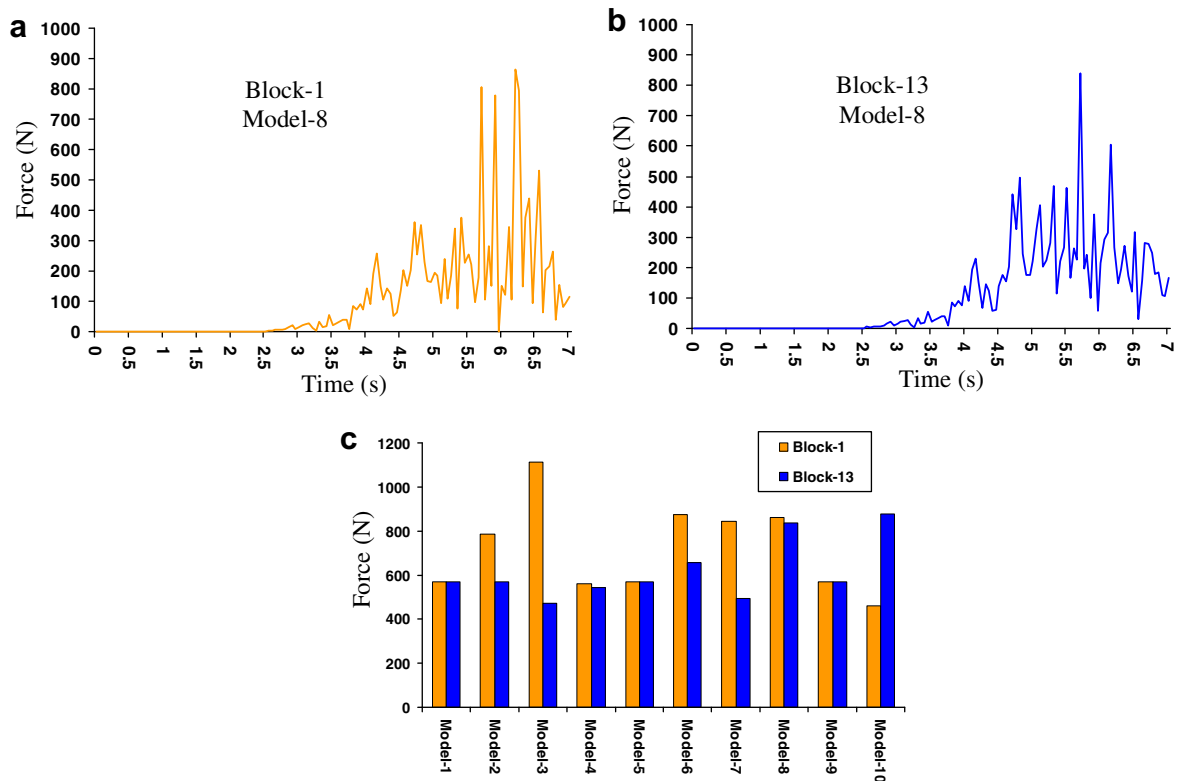 a
1000
900
800
700
600
500
400
300
200
100
0
Force (N)
Block-1
Model-8
0
0.5
1
1.5
2
2.5
3
3.5
4
4.5
5
5.5
6
6.5
7
Time (s)
b
1000
900
800
700
600
500
400
300
200
100
0
Force (N)
Block-13
Model-8
0
0.5
1
1.5
2
2.5
3
3.5
4
4.5
5
5.5
6
6.5
7
Time (s)
c
1200
1000
800
600
400
200
0
Force (N)
Block-1
Block-13
Model-1
Model-2
Model-3
Model-4
Model-5
Model-6
Model-7
Model-8
Model-9
Model-10